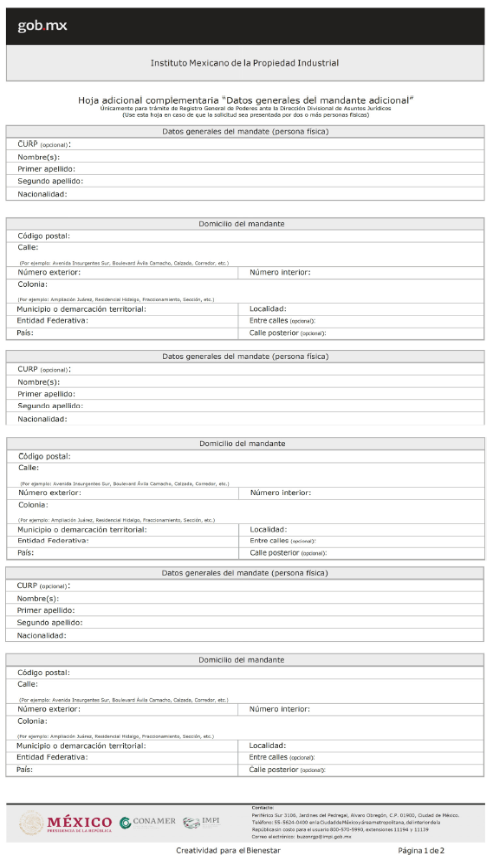 gob.mx
Instituto Mexicano de la Propiedad Industrial
Hoja adicional complementaria "Datos generales del mandante adicional"
Únicamente para trámite de Registro General de Poderes ante la Dirección Divisional de Asuntos Jurídicos
(Use esta hoja en caso de que la solicitud sea presentada por dos o más personas físicas)
Datos generales del mandate (persona física)
CURP (opcional):
Nombre(s):
Primer apellido:
Segundo apellido:
Nacionalidad:
Domicilio del mandante
Código postal:
Calle:
(Por ejemplo: Avenida Insurgentes Sur, Boulevard Ávila Camacho, Calzada, Corredor, etc.)
Número exterior: Número interior:
Colonia:
(Por ejemplo: Ampliación Juárez, Residencial Hidalgo, Fraccionamiento, Sección, etc.)
Municipio o demarcación territorial: Localidad:
Entidad Federativa: Entre calles (opcional):
País: Calle posterior (opcional):
Datos generales del mandate (persona física)
CURP (opcional):
Nombre(s):
Primer apellido:
Segundo apellido:
Nacionalidad:
Domicilio del mandante
Código postal:
Calle:
(Por ejemplo: Avenida Insurgentes Sur, Boulevard Ávila Camacho, Calzada, Corredor, etc.)
Número exterior: Número interior:
Colonia:
(Por ejemplo: Ampliación Juárez, Residencial Hidalgo, Fraccionamiento, Sección, etc.)
Municipio o demarcación territorial: Localidad:
Entidad Federativa: Entre calles (opcional):
País: Calle posterior (opcional):
Datos generales del mandate (persona física)
CURP (opcional):
Nombre(s):
Primer apellido:
Segundo apellido:
Nacionalidad:
Domicilio del mandante
Código postal:
Calle:
(Por ejemplo: Avenida Insurgentes Sur, Boulevard Ávila Camacho, Calzada, Corredor, etc.)
Número exterior: Número interior:
Colonia:
(Por ejemplo: Ampliación Juárez, Residencial Hidalgo, Fraccionamiento, Sección, etc.)
Municipio o demarcación territorial: Localidad:
Entidad Federativa: Entre calles (opcional):
País: Calle posterior (opcional):
MÉXICO
PRESIDENCIA DE LA REPÚBLICA
CONAMER
IMPI
Contacto:
Periférico Sur 3106, Jardines del Pedregal, Álvaro Obregón, C.P. 01900, Ciudad de México.
Teléfono: 55-5624-0400 en la Ciudad de México y área metropolitana, del interior de la
República sin costo para el usuario 800-570-5990, extensiones 11194 y 11139
Correo electrónico:
Creatividad para el Bienestar
Página 1 de 2